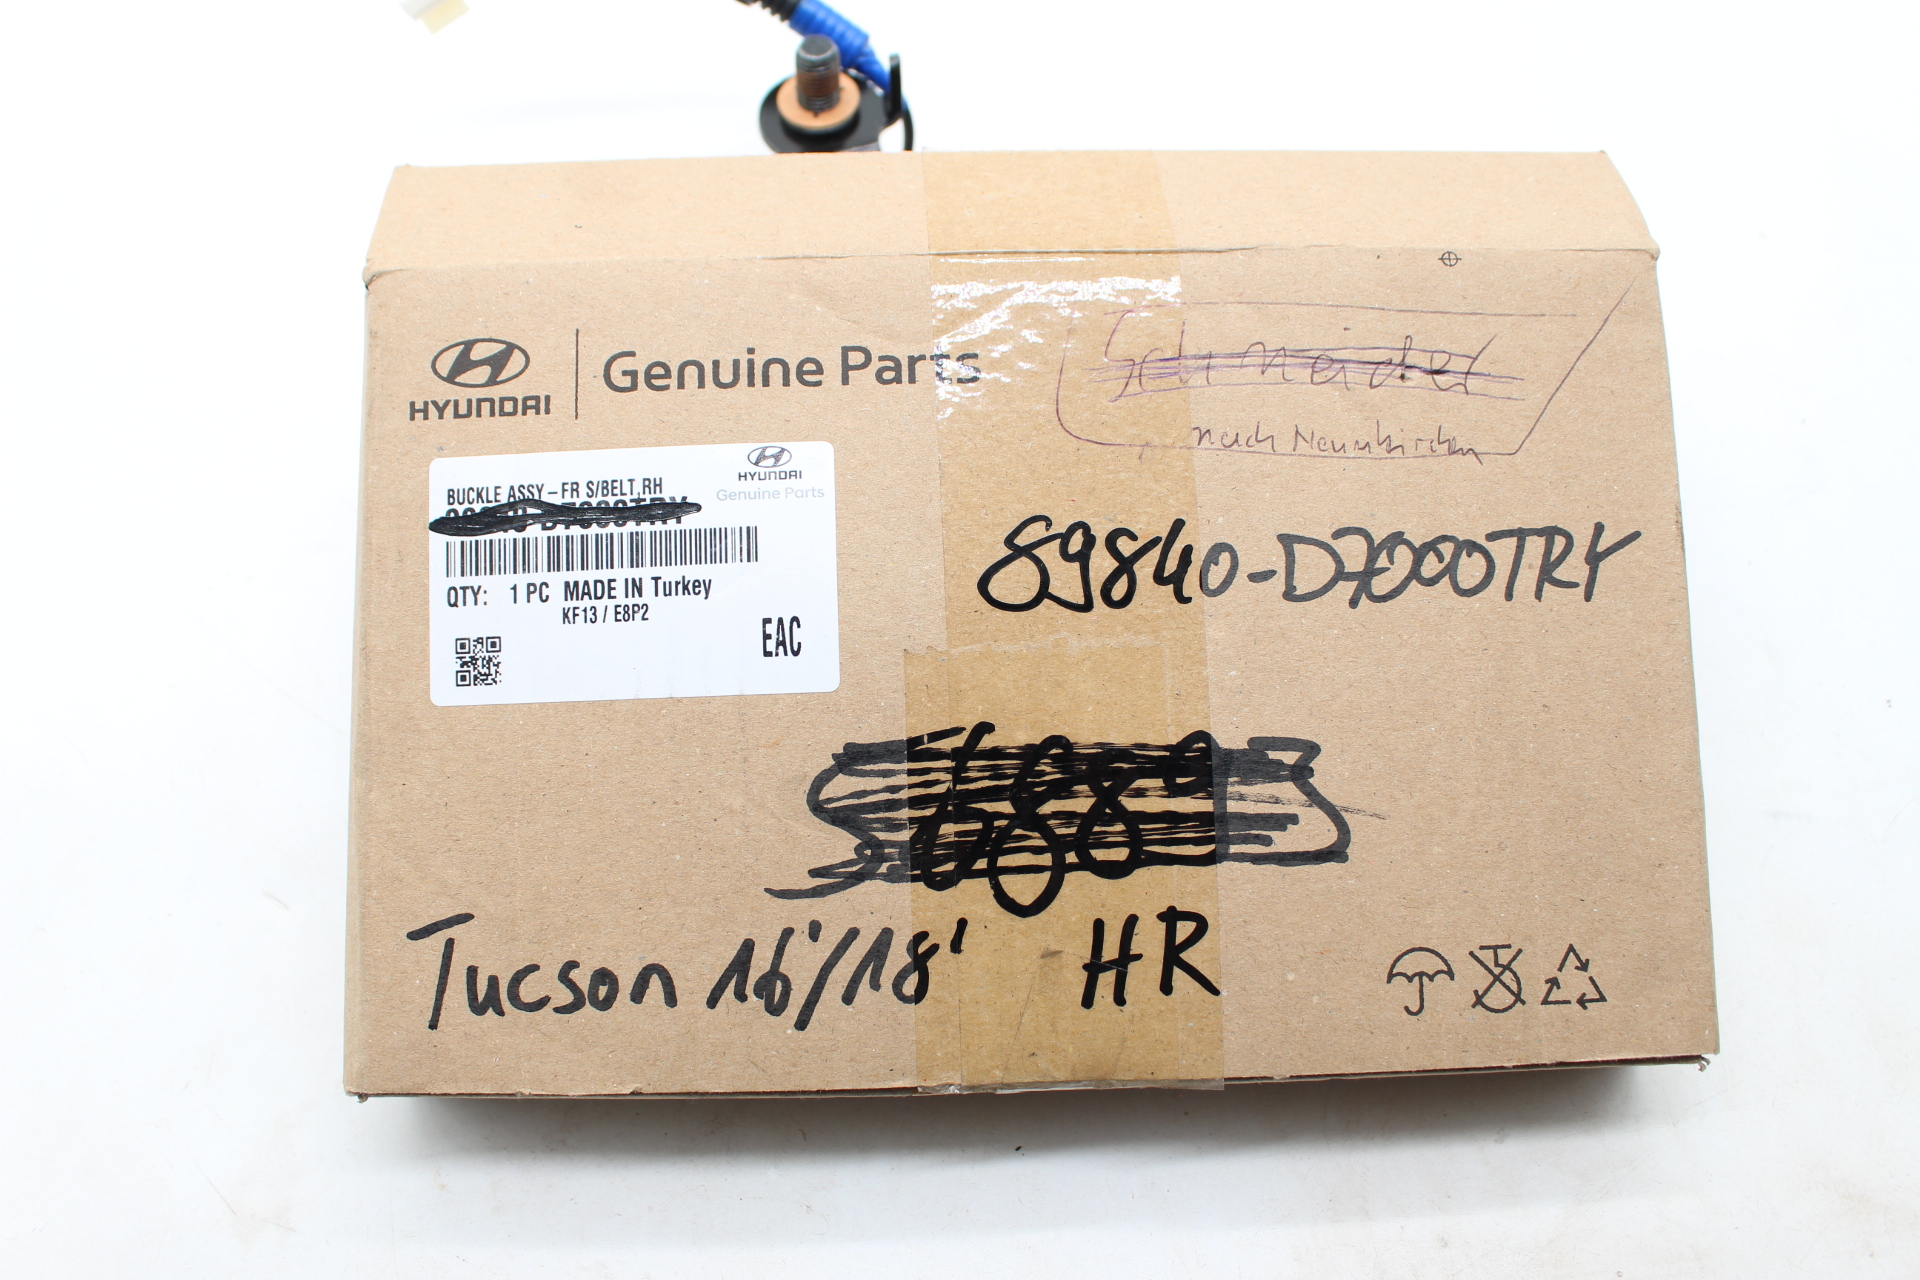 HYUNDAI
Genuine Parts
Schneider
nach Neunkirchen
HYUNDAI
Genuine Parts
BUCKLE ASSY-FR S/BELT,RH
QTY: 1 PC MADE IN Turkey
KF13 / E8P2
EAC
89840-D7000TRY
Tucson 16'/18' HR